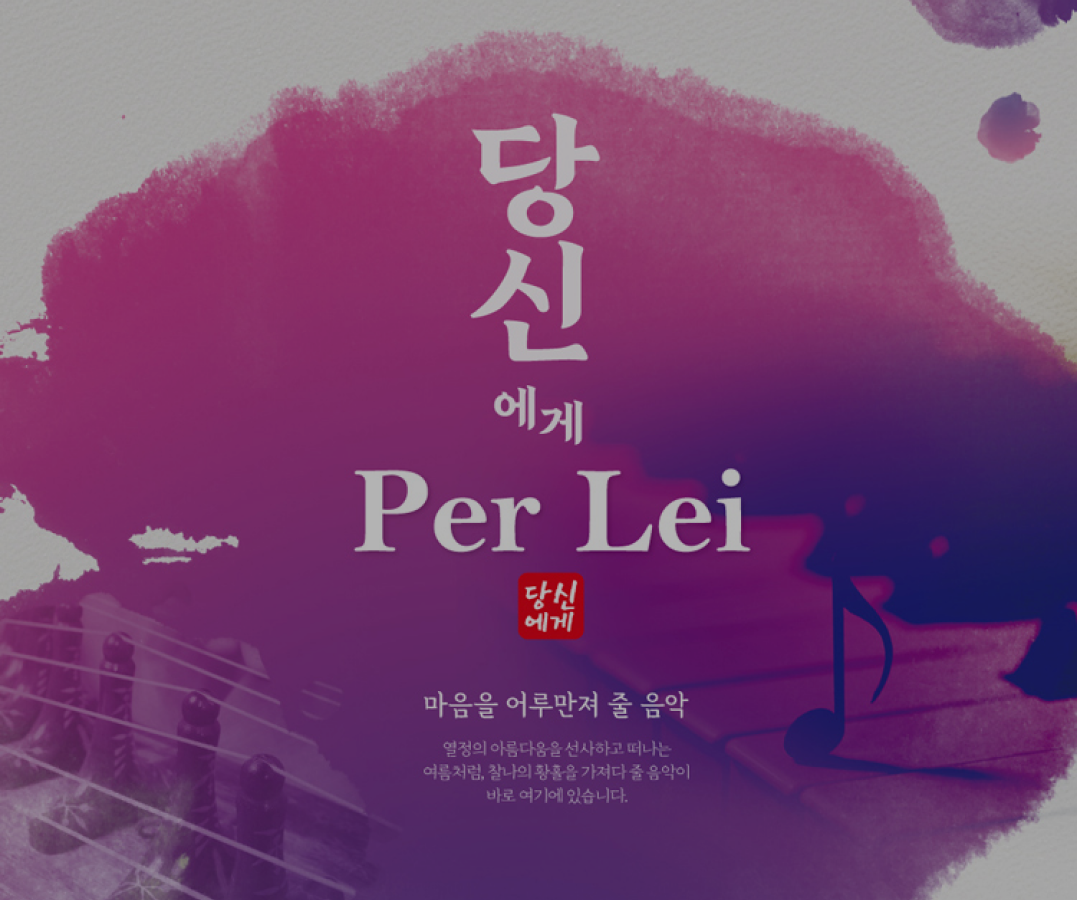 당
신
에게
Per Lei
당신
에게
마음을 어루만져 줄 음악
열정의 아름다움을 선사하고 떠나는
여름처럼, 찰나의 황홀을 가져다 줄 음악이
바로 여기에 있습니다.